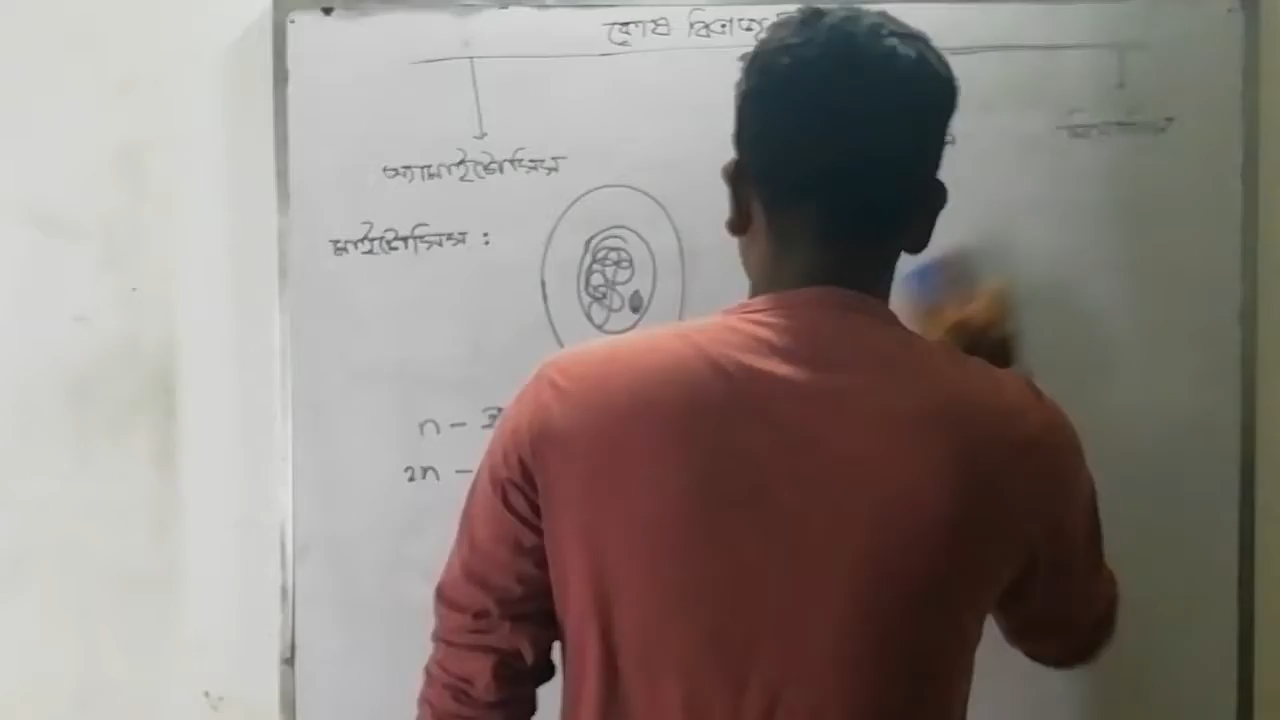 কোষ বিভাজন
অ্যামাইটোসিস
মাইটোসিস :
n -
2n -